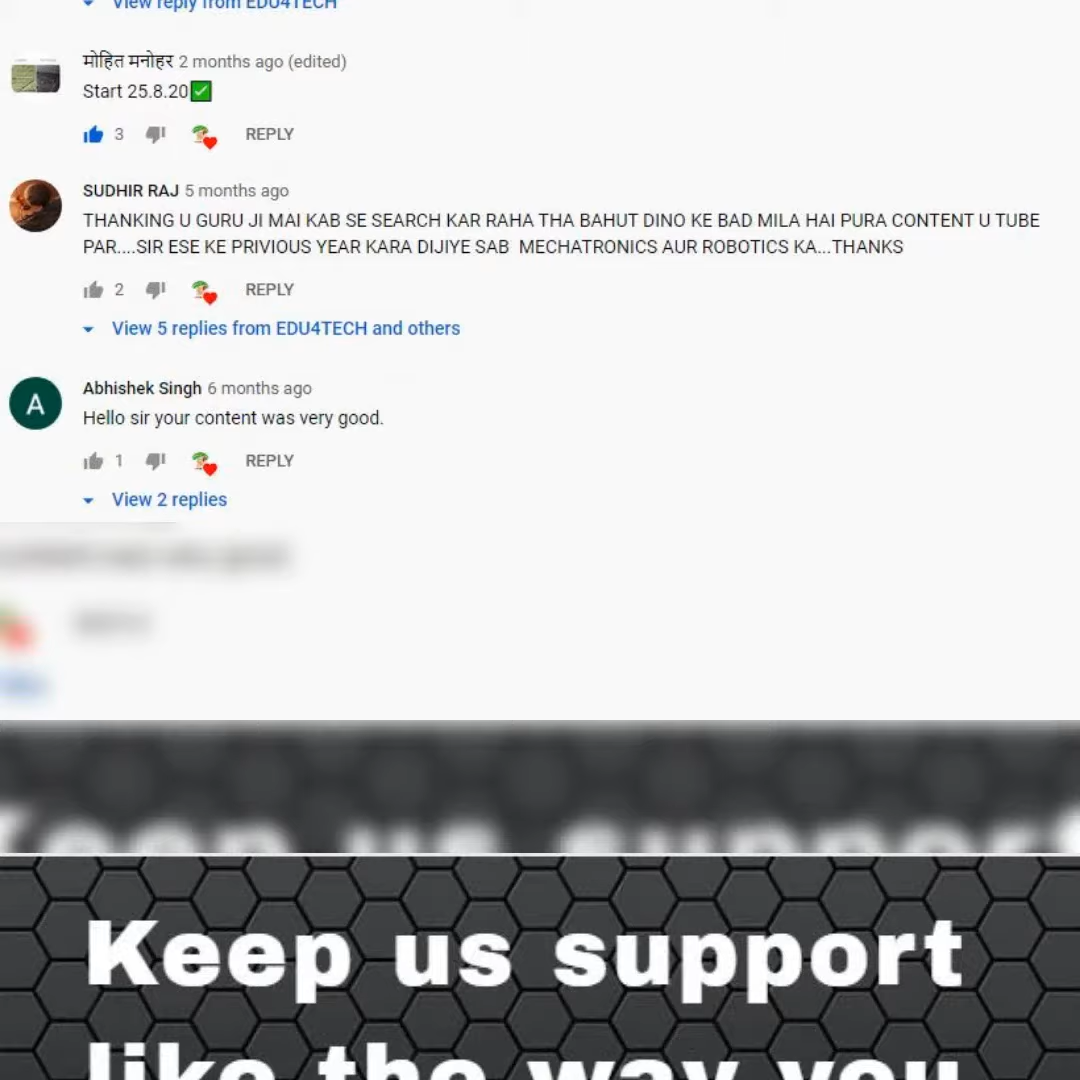 View reply from EDU4TECH
मोहित मनोहर 2 months ago (edited)
Start 25.8.20✅
3 REPLY
SUDHIR RAJ 5 months ago
THANKING U GURU JI MAI KAB SE SEARCH KAR RAHA THA BAHUT DINO KE BAD MILA HAI PURA CONTENT U TUBE
PAR....SIR ESE KE PRIVIOUS YEAR KARA DIJIYE SAB  MECHATRONICS AUR ROBOTICS KA...THANKS
2 REPLY
View 5 replies from EDU4TECH and others
A
Abhishek Singh 6 months ago
Hello sir your content was very good.
1 REPLY
View 2 replies
Keep us support
Keep us support
like the way you